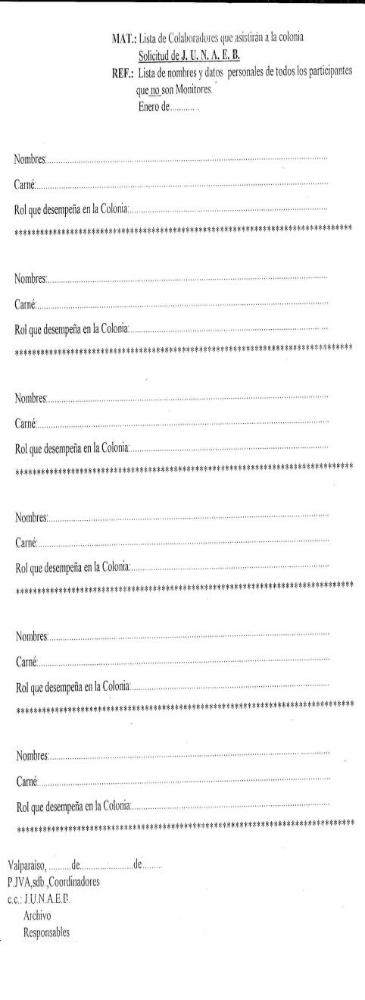 MAT.: Lista de Colaboradores que asistirán a la colonia
Solicitud de J. U. N. A. E. B.
REF.: Lista de nombres y datos personales de todos los participantes
que no son Monitores.
Enero de............
Nombres:........................................................................
Carné:........................................................................
Rol que desempeña en la Colonia:........................................................................
********************************************************************************
Nombres:........................................................................
Carné:........................................................................
Rol que desempeña en la Colonia:........................................................................
********************************************************************************
Nombres:........................................................................
Carné:........................................................................
Rol que desempeña en la Colonia:........................................................................
********************************************************************************
Nombres:........................................................................
Carné:........................................................................
Rol que desempeña en la Colonia:........................................................................
********************************************************************************
Nombres:........................................................................
Carné:........................................................................
Rol que desempeña en la Colonia:........................................................................
********************************************************************************
Nombres:........................................................................
Carné:........................................................................
Rol que desempeña en la Colonia:........................................................................
********************************************************************************
Valparaíso, ..........de........................de.........
P.JVA,sdb.,Coordinadores
c.c.: J.U.N.A.E.B.
Archivo
Responsables